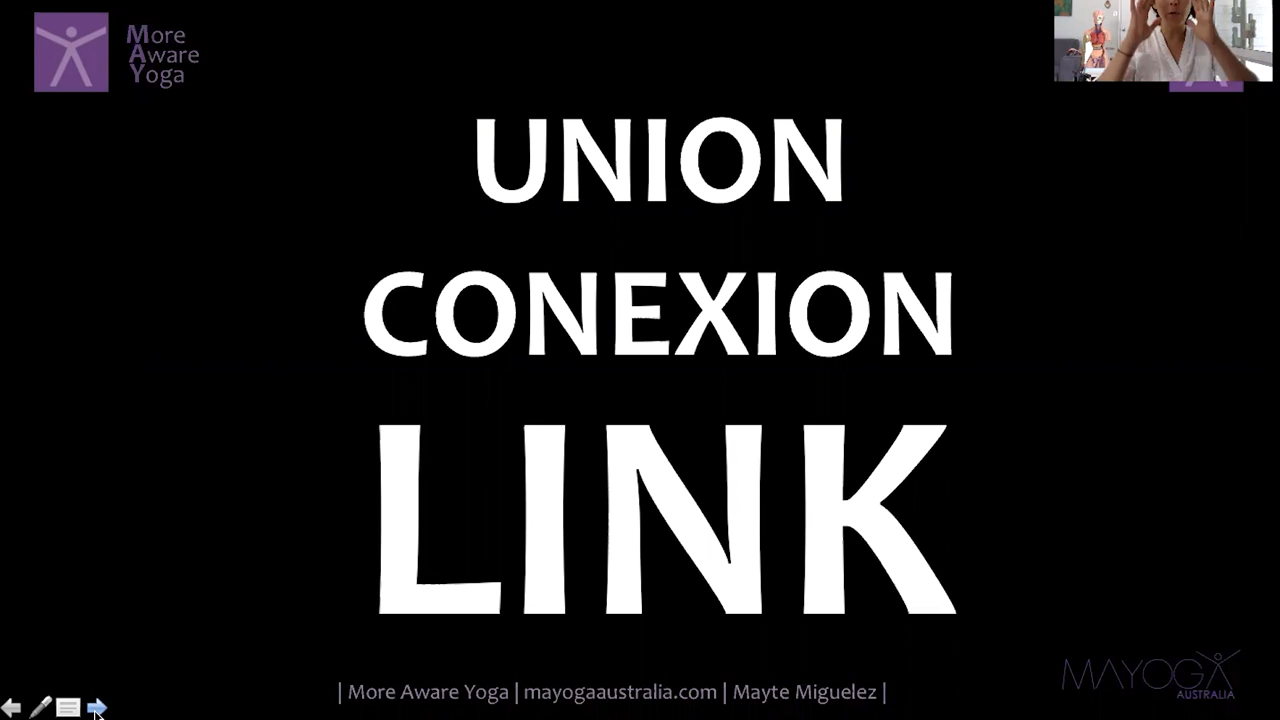 More
Aware
Yoga
UNION
CONEXION
LINK
| More Aware Yoga | mayogaaustralia.com | Mayte Miguelez |
MAYOGA
AUSTRALIA